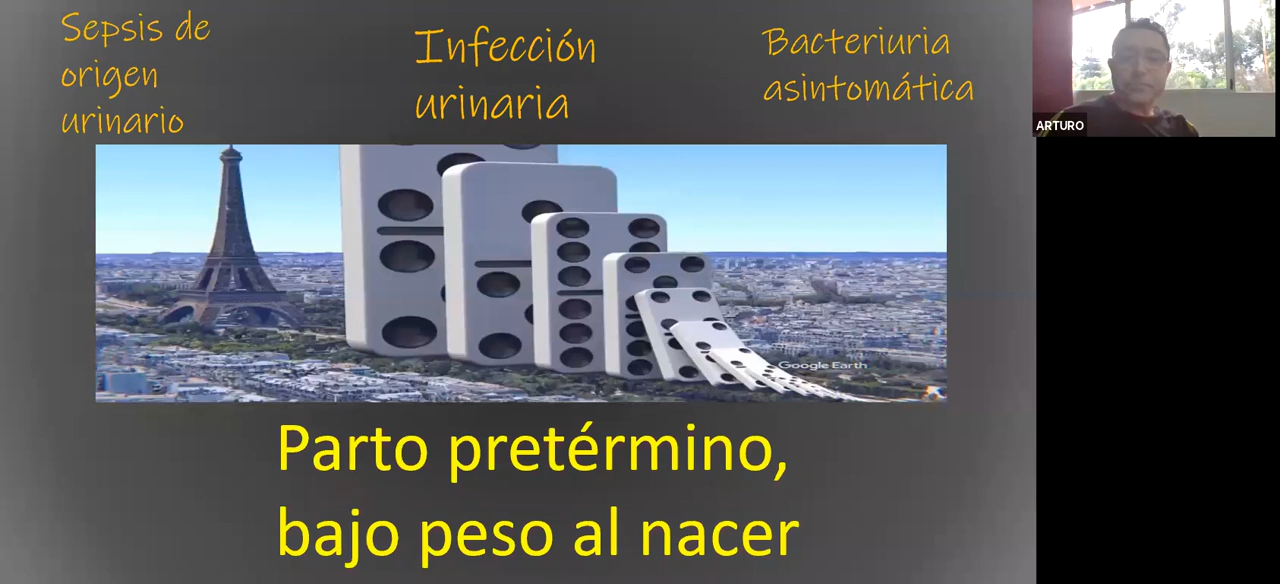 Sepsis de
origen
urinario
Infección
urinaria
Bacteriuria
asintomática
ARTURO
Google Earth
Parto pretérmino,
bajo peso al nacer